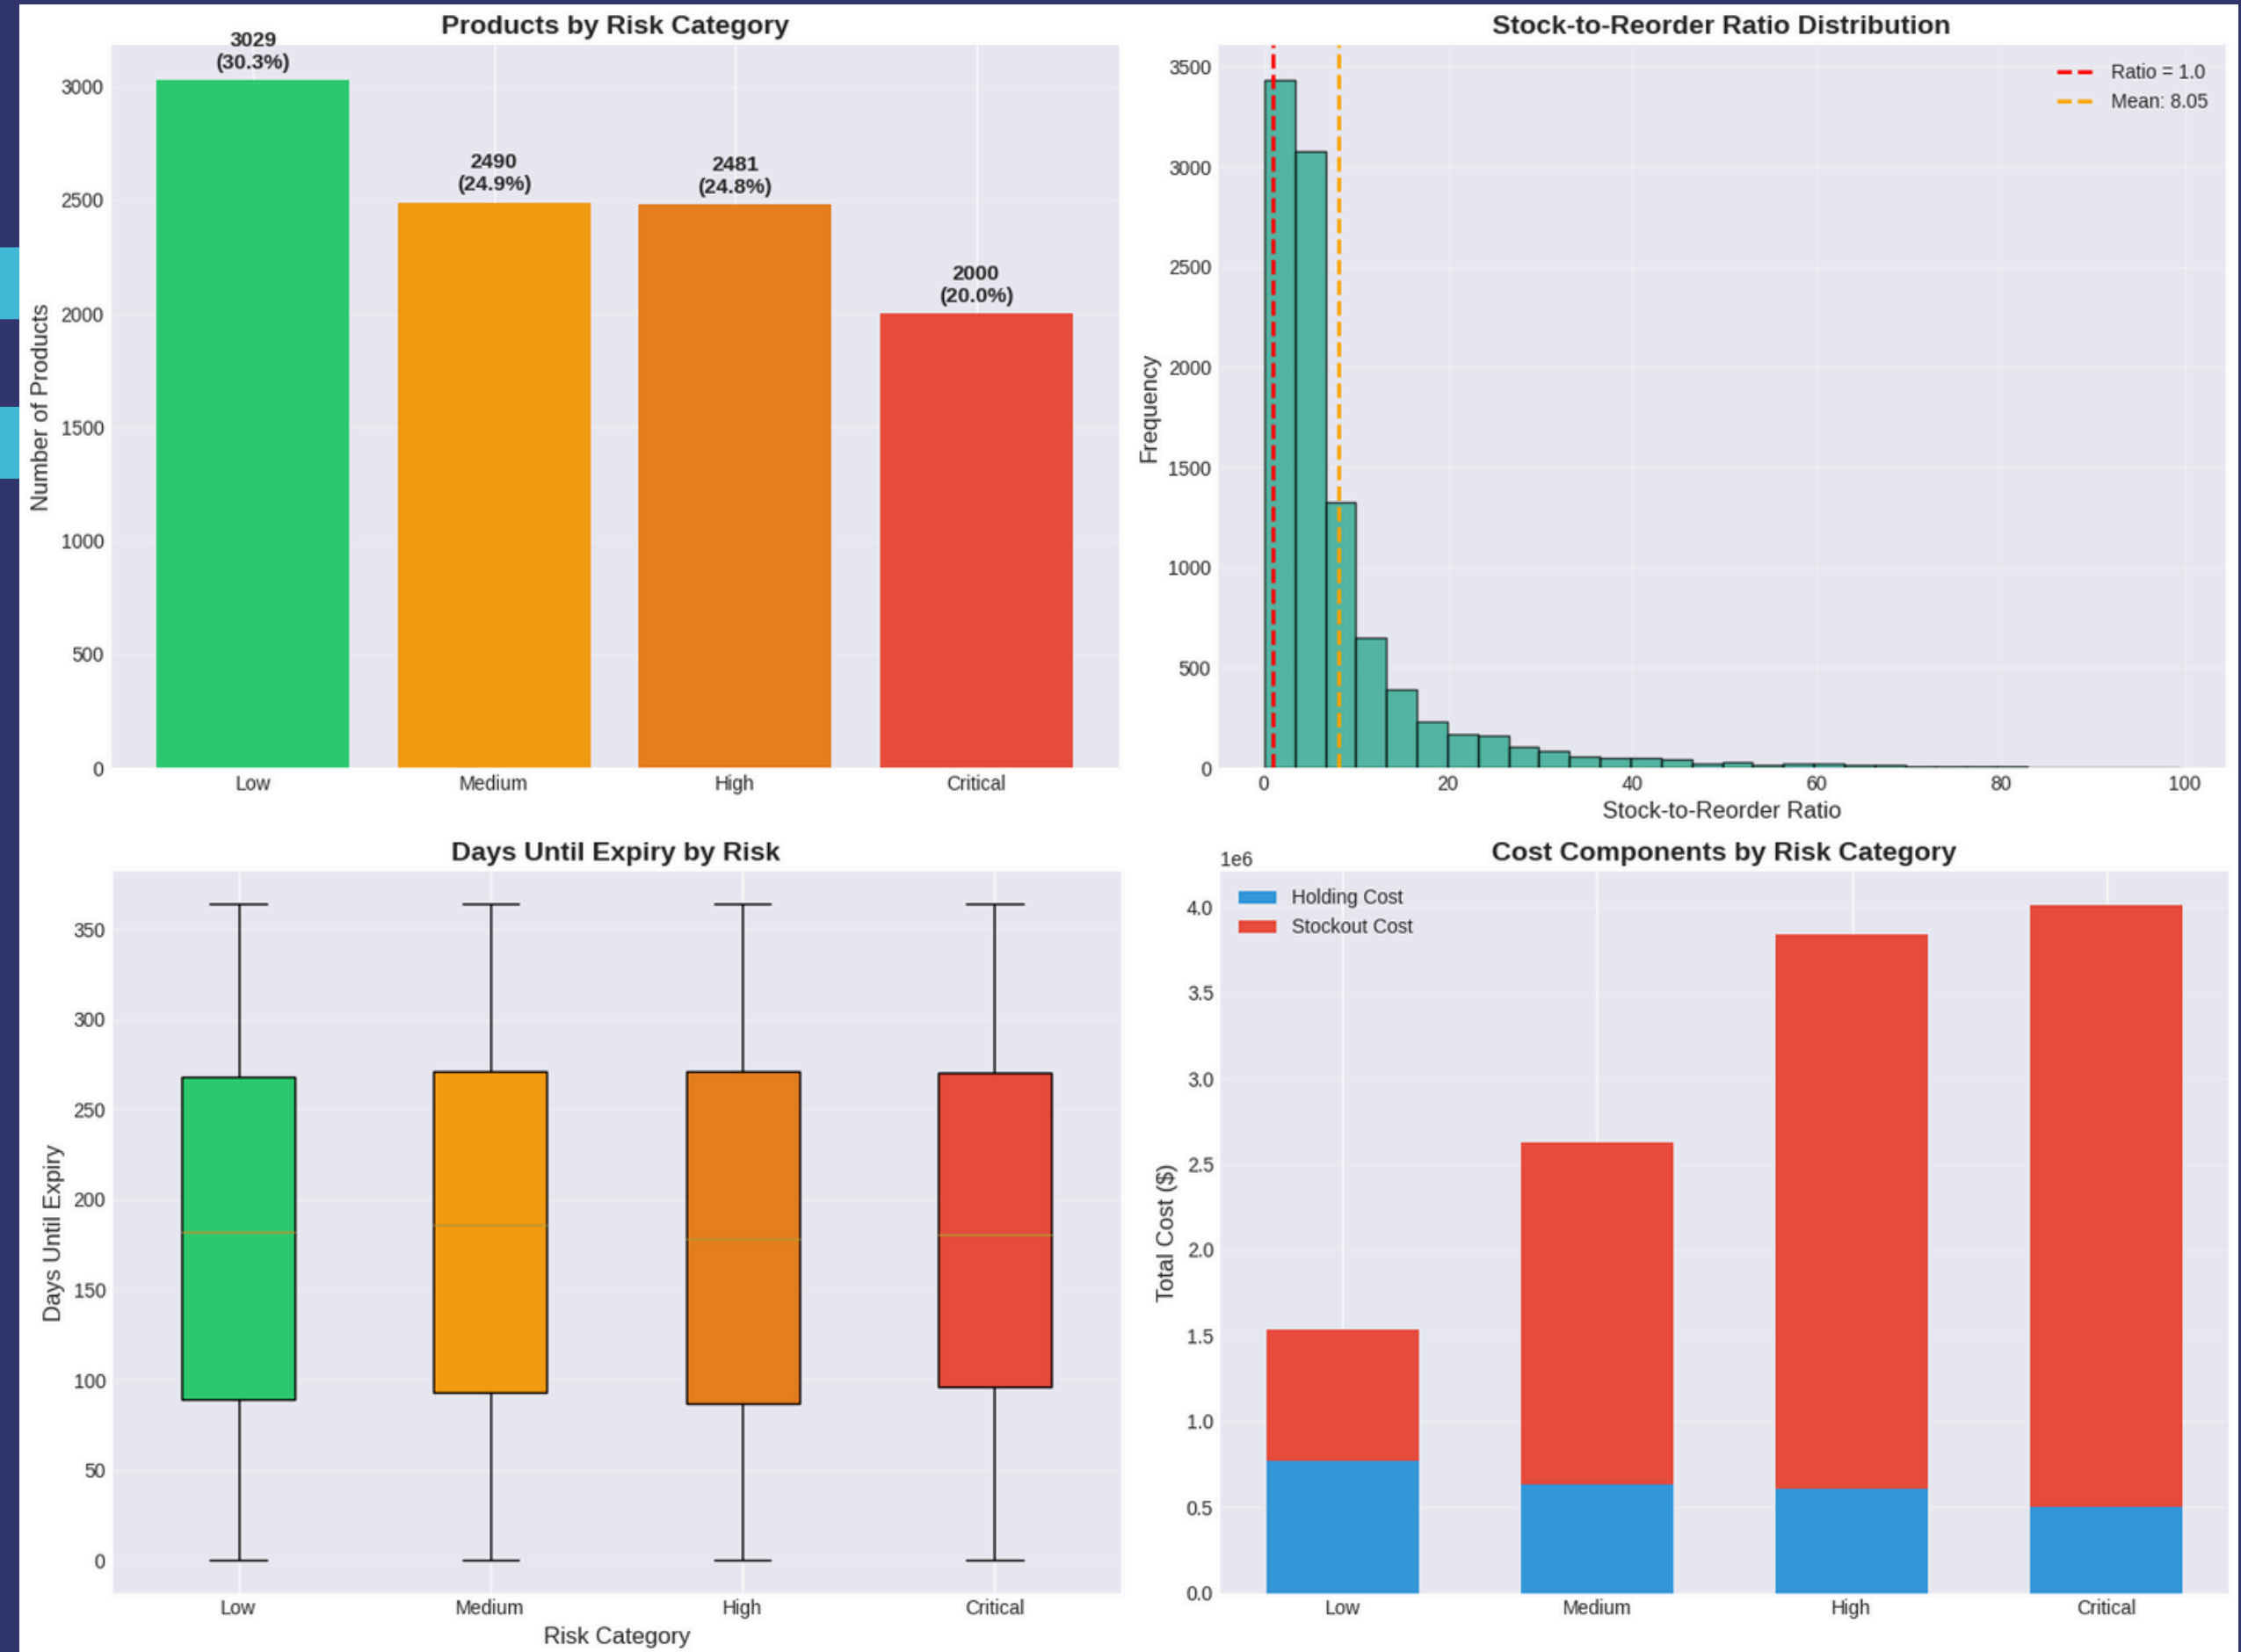 Products by Risk Category
3029
(30.3%)
2490
(24.9%)
2481
(24.8%)
2000
(20.0%)
Number of Products
3000
2500
2000
1500
1000
500
0
Low Medium High Critical
Stock-to-Reorder Ratio Distribution
Ratio = 1.0
Mean: 8.05
Frequency
3500
3000
2500
2000
1500
1000
500
0
0 20 40 60 80 100
Stock-to-Reorder Ratio
Days Until Expiry by Risk
Days Until Expiry
350
300
250
200
150
100
50
0
Low Medium High Critical
Risk Category
Cost Components by Risk Category
1e6
Holding Cost
Stockout Cost
Total Cost ($)
4.0
3.5
3.0
2.5
2.0
1.5
1.0
0.5
0.0
Low Medium High Critical